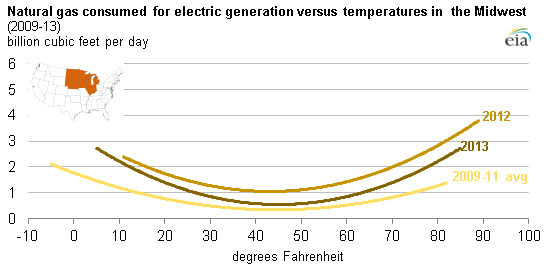 Natural gas consumed for electric generation versus temperatures in the Midwest
(2009-13)
billion cubic feet per day
eia
6
5
4
3
2
1
0
2012
2013
2009-11 avg
-10 0 10 20 30 40 50 60 70 80 90 100
degrees Fahrenheit